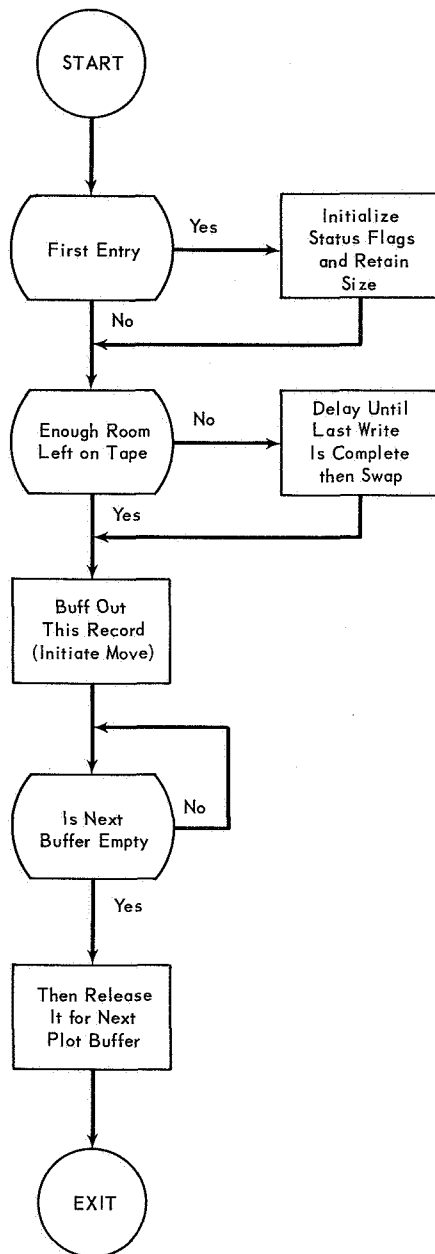 START
First Entry
Yes
Initialize
Status Flags
and Retain
Size
No
Enough Room
Left on Tape
No
Delay Until
Last Write
Is Complete
then Swap
Yes
Buff Out
This Record
(Initiate Move)
Is Next
Buffer Empty
No
Yes
Then Release
It for Next
Plot Buffer
EXIT